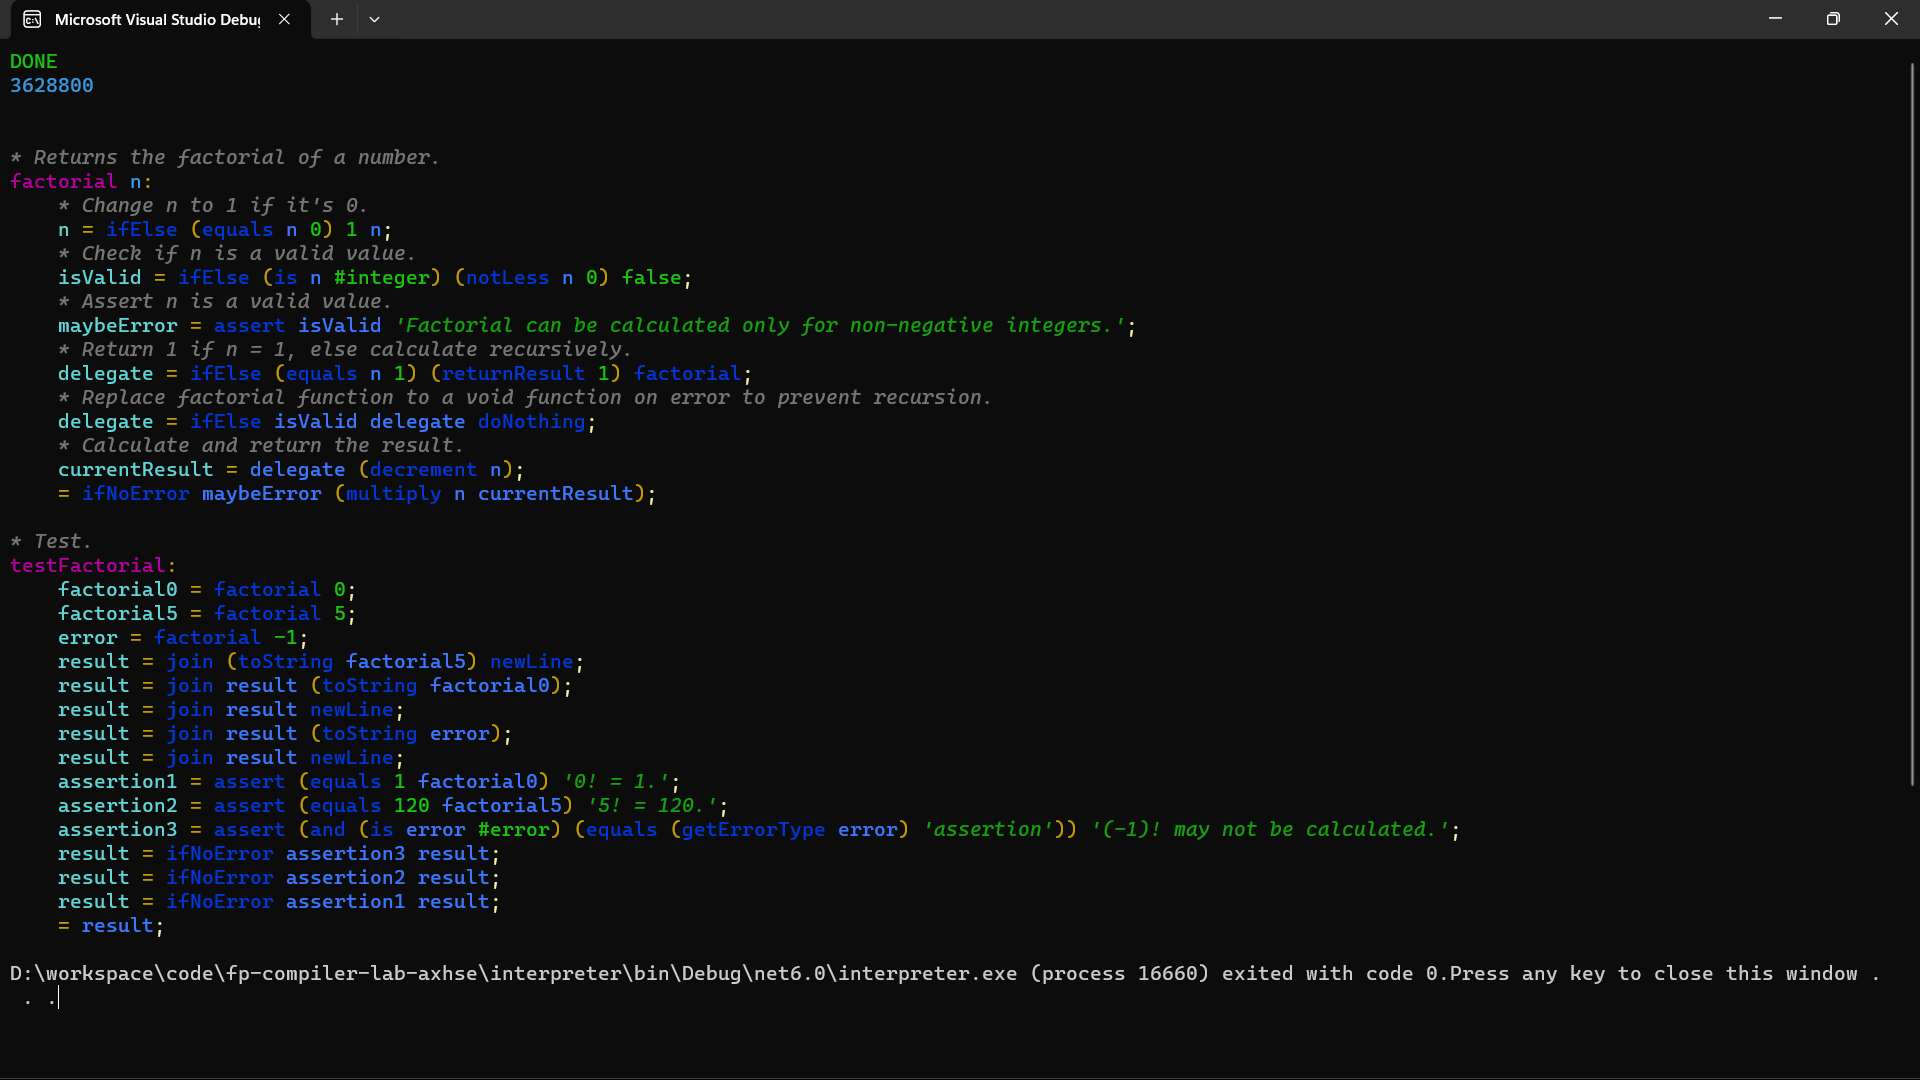 Microsoft Visual Studio Debu
DONE
3628800
* Returns the factorial of a number.
factorial n:
    * Change n to 1 if it's 0.
    n = ifElse (equals n 0) 1 n;
    * Check if n is a valid value.
    isValid = ifElse (is n #integer) (notLess n 0) false;
    * Assert n is a valid value.
    maybeError = assert isValid 'Factorial can be calculated only for non-negative integers.';
    * Return 1 if n = 1, else calculate recursively.
    delegate = ifElse (equals n 1) (returnResult 1) factorial;
    * Replace factorial function to a void function on error to prevent recursion.
    delegate = ifElse isValid delegate doNothing;
    * Calculate and return the result.
    currentResult = delegate (decrement n);
    = ifNoError maybeError (multiply n currentResult);
* Test.
testFactorial:
    factorial0 = factorial 0;
    factorial5 = factorial 5;
    error = factorial -1;
    result = join (toString factorial5) newLine;
    result = join result (toString factorial0);
    result = join result newLine;
    result = join result (toString error);
    result = join result newLine;
    assertion1 = assert (equals 1 factorial0) '0! = 1.';
    assertion2 = assert (equals 120 factorial5) '5! = 120.';
    assertion3 = assert (and (is error #error) (equals (getErrorType error) 'assertion')) '(-1)! may not be calculated.';
    result = ifNoError assertion3 result;
    result = ifNoError assertion2 result;
    result = ifNoError assertion1 result;
    = result;
D:\workspace\code\fp-compiler-lab-axhse\interpreter\bin\Debug\net6.0\interpreter.exe (process 16660) exited with code 0.Press any key to close this window .
 . .